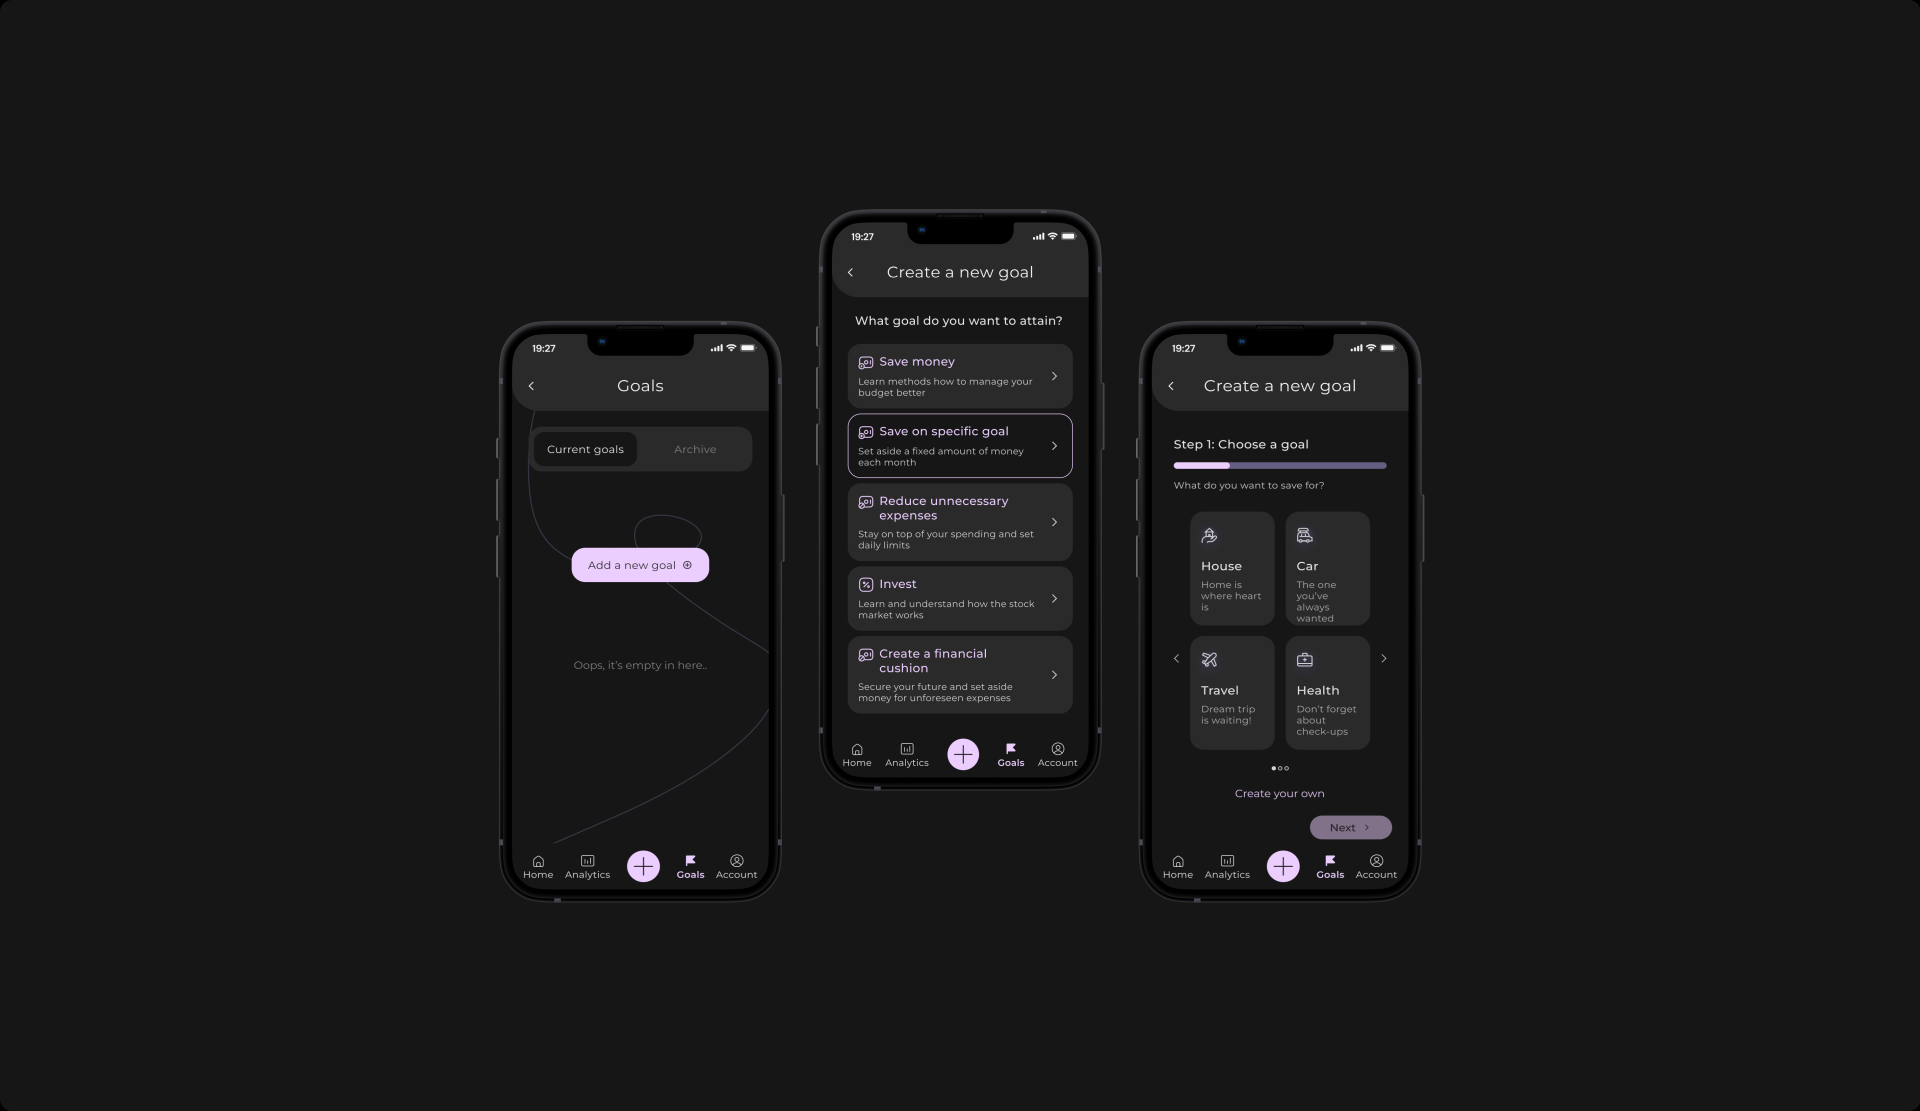 19:27
Goals
Current goals
Archive
Add a new goal
Oops, it's empty in here..
Home
Analytics
Goals
Account
19:27
Create a new goal
What goal do you want to attain?
Save money
Learn methods how to manage your
budget better
Save on specific goal
Set aside a fixed amount of money
each month
Reduce unnecessary
expenses
Stay on top of your spending and set
daily limits
Invest
Learn and understand how the stock
market works
Create a financial
cushion
Secure your future and set aside
money for unforeseen expenses
Home
Analytics
Goals
Account
19:27
Create a new goal
Step 1: Choose a goal
What do you want to save for?
House
Home is
where heart
is
Car
The one
you've
always
wanted
Travel
Dream trip
is waiting!
Health
Don't forget
about
check-ups
Create your own
Next
Home
Analytics
Goals
Account